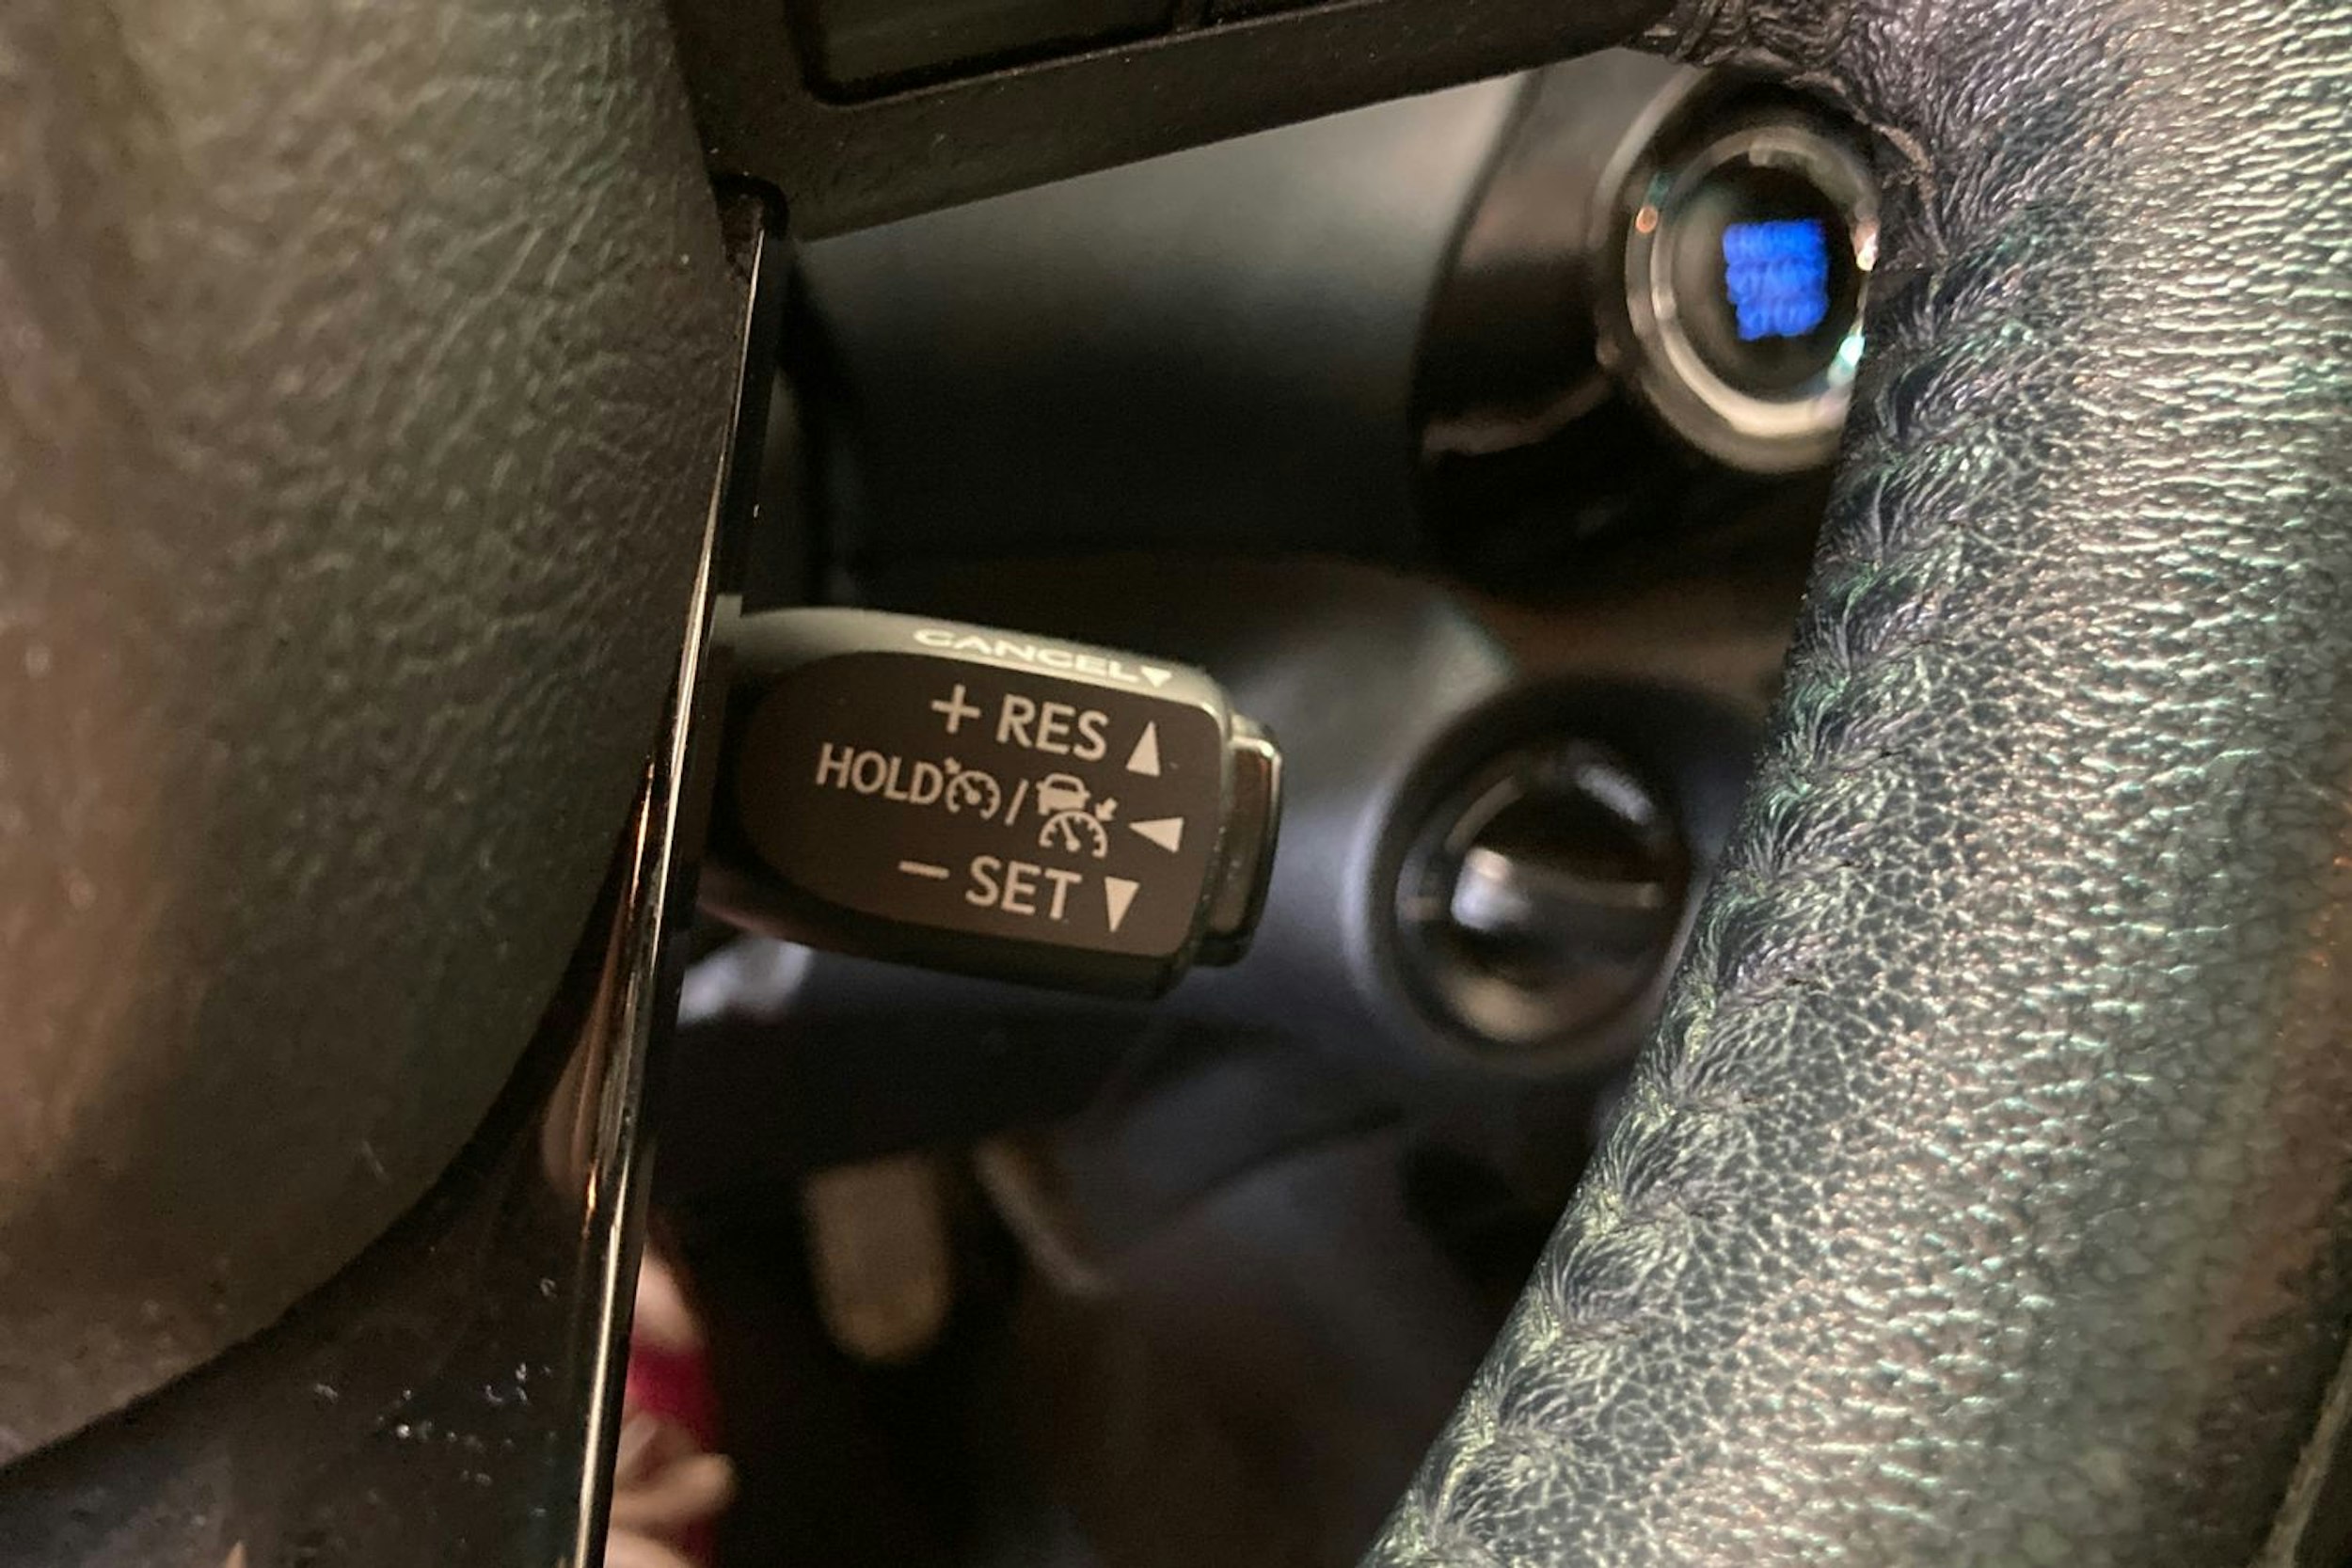 CANCEL▼
+ RES ▲
HOLD / ◀
− SET ▼